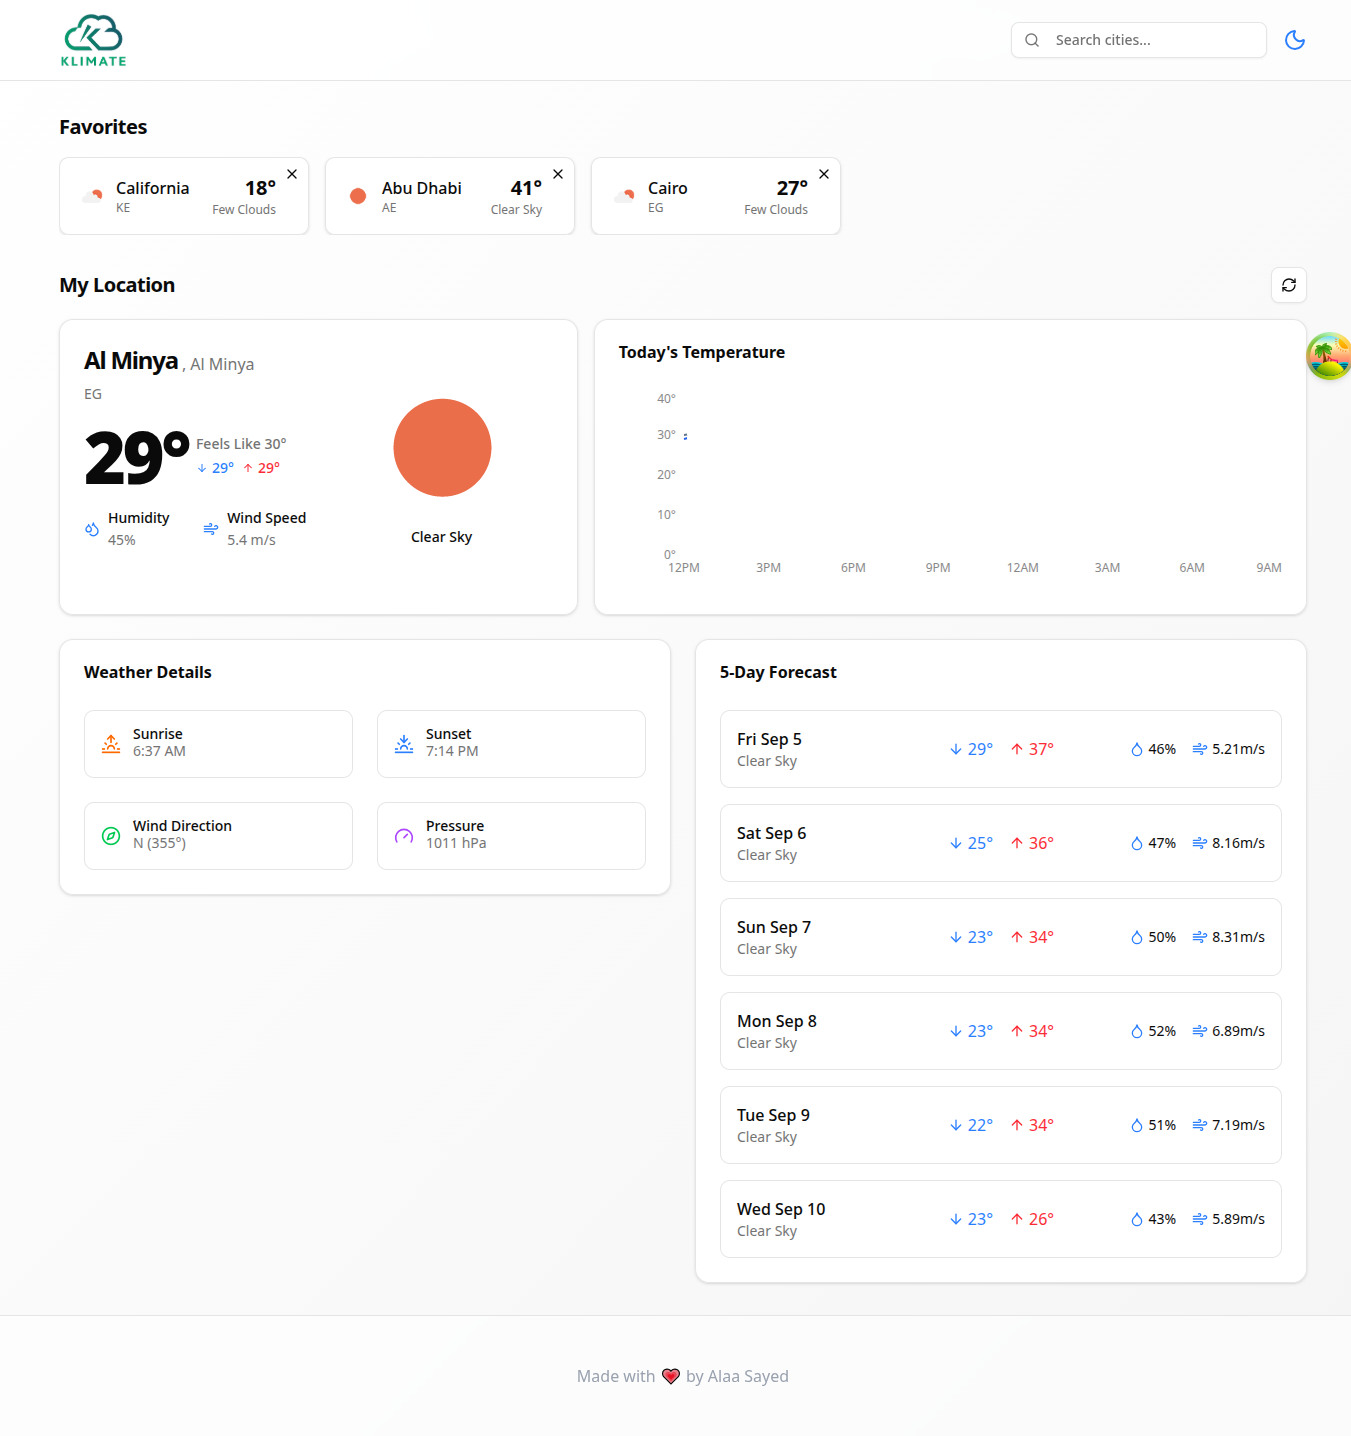 KLIMATE
Search cities...
Favorites
California
KE
18°
Few Clouds
Abu Dhabi
AE
41°
Clear Sky
Cairo
EG
27°
Few Clouds
My Location
Al Minya , Al Minya
EG
29°
Feels Like 30°
29° 29°
Humidity
45%
Wind Speed
5.4 m/s
Clear Sky
Today's Temperature
40°
30°
20°
10°
0°
12PM 3PM 6PM 9PM 12AM 3AM 6AM 9AM
Weather Details
Sunrise
6:37 AM
Sunset
7:14 PM
Wind Direction
N (355°)
Pressure
1011 hPa
5-Day Forecast
Fri Sep 5
Clear Sky
29° 37° 46% 5.21m/s
Sat Sep 6
Clear Sky
25° 36° 47% 8.16m/s
Sun Sep 7
Clear Sky
23° 34° 50% 8.31m/s
Mon Sep 8
Clear Sky
23° 34° 52% 6.89m/s
Tue Sep 9
Clear Sky
22° 34° 51% 7.19m/s
Wed Sep 10
Clear Sky
23° 26° 43% 5.89m/s
Made with ❤️ by Alaa Sayed